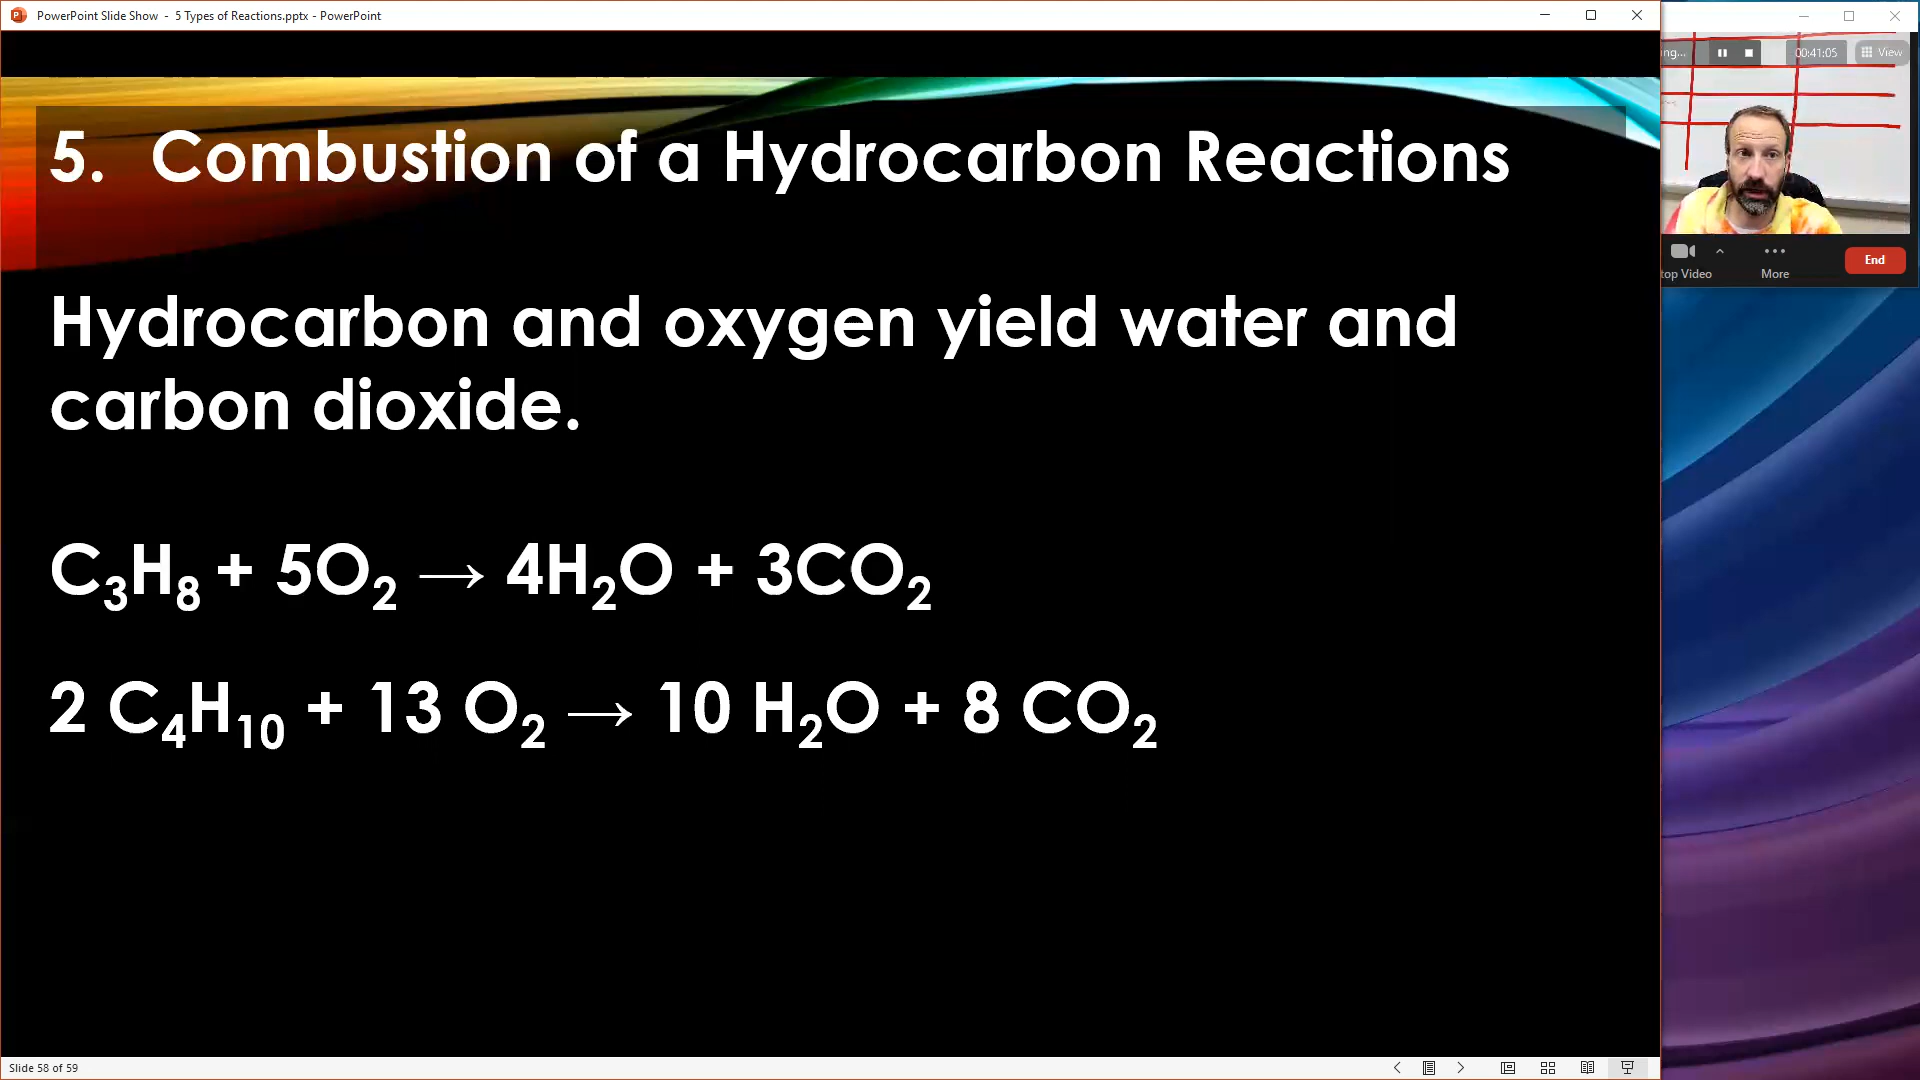 PowerPoint Slide Show - 5 Types of Reactions.pptx - PowerPoint
5. Combustion of a Hydrocarbon Reactions
Hydrocarbon and oxygen yield water and
carbon dioxide.
C₃H₈ + 5O₂ → 4H₂O + 3CO₂
2 C₄H₁₀ + 13 O₂ → 10 H₂O + 8 CO₂
Slide 58 of 59
ng...
00:41:05
View
top Video
More
End